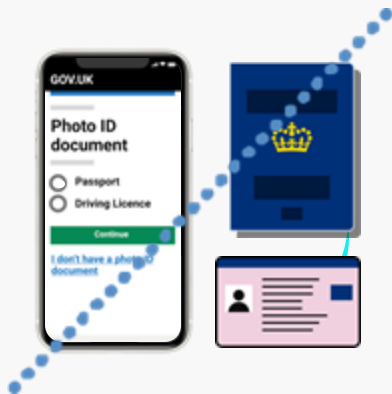 GOV.UK
Photo ID
document
Passport
Driving Licence
Continue
I don't have a photo ID
document